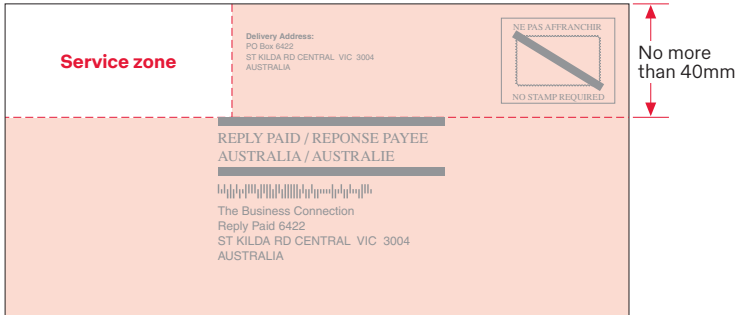 Service zone
Delivery Address:
PO Box 6422
ST KILDA RD CENTRAL  VIC  3004
AUSTRALIA
NE PAS AFFRANCHIR
NO STAMP REQUIRED
No more
than 40mm
REPLY PAID / REPONSE PAYEE
AUSTRALIA / AUSTRALIE
The Business Connection
Reply Paid 6422
ST KILDA RD CENTRAL  VIC  3004
AUSTRALIA